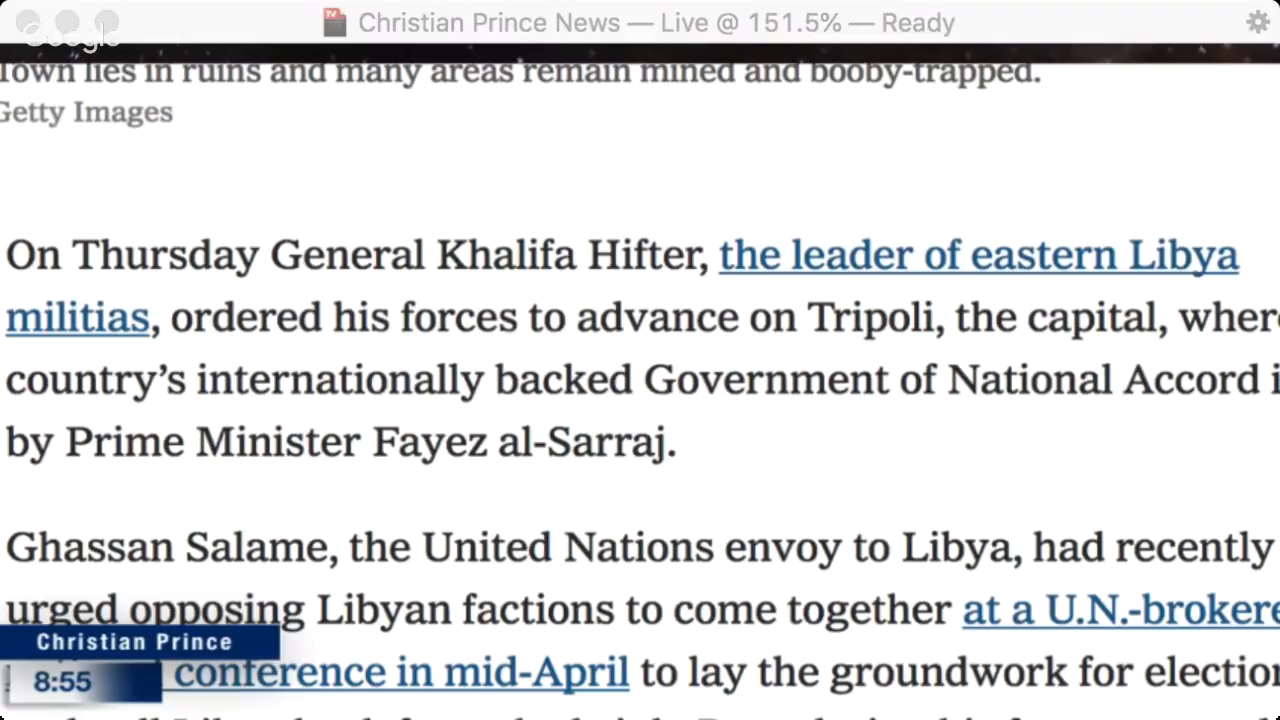 Christian Prince News — Live @ 151.5% — Ready
Google
Town lies in ruins and many areas remain mined and booby-trapped.
Getty Images
On Thursday General Khalifa Hifter, the leader of eastern Libya
militias, ordered his forces to advance on Tripoli, the capital, where
country's internationally backed Government of National Accord i
by Prime Minister Fayez al-Sarraj.
Ghassan Salame, the United Nations envoy to Libya, had recently
urged opposing Libyan factions to come together at a U.N.-brokere
Christian Prince
conference in mid-April to lay the groundwork for election
8:55